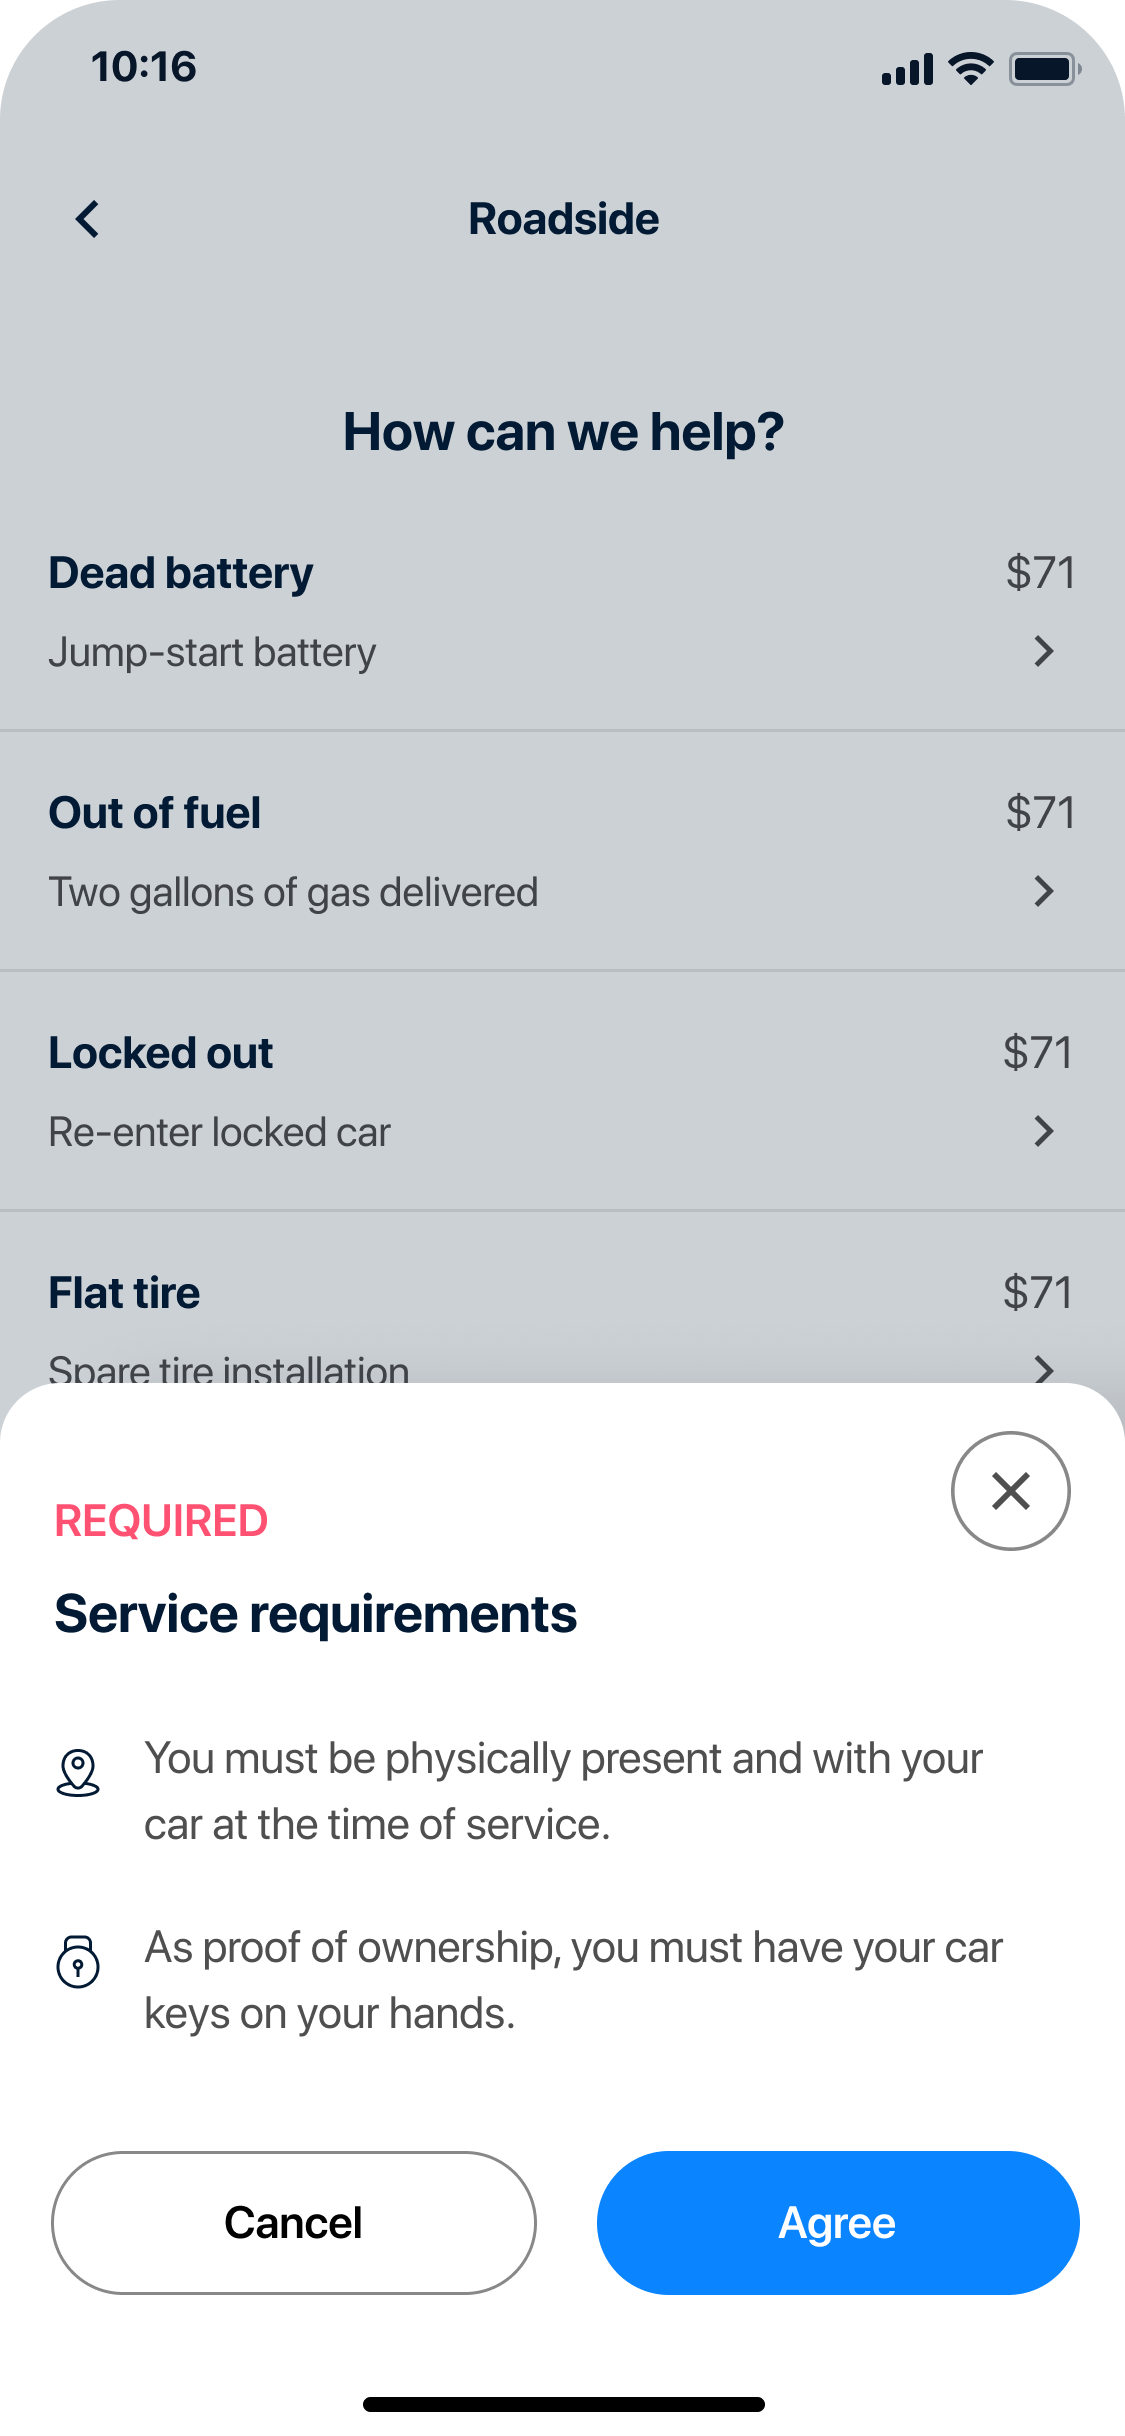 10:16
Roadside
How can we help?
Dead battery
$71
Jump-start battery
Out of fuel
$71
Two gallons of gas delivered
Locked out
$71
Re-enter locked car
Flat tire
$71
Spare tire installation
REQUIRED
Service requirements
You must be physically present and with your
car at the time of service.
As proof of ownership, you must have your car
keys on your hands.
Cancel
Agree